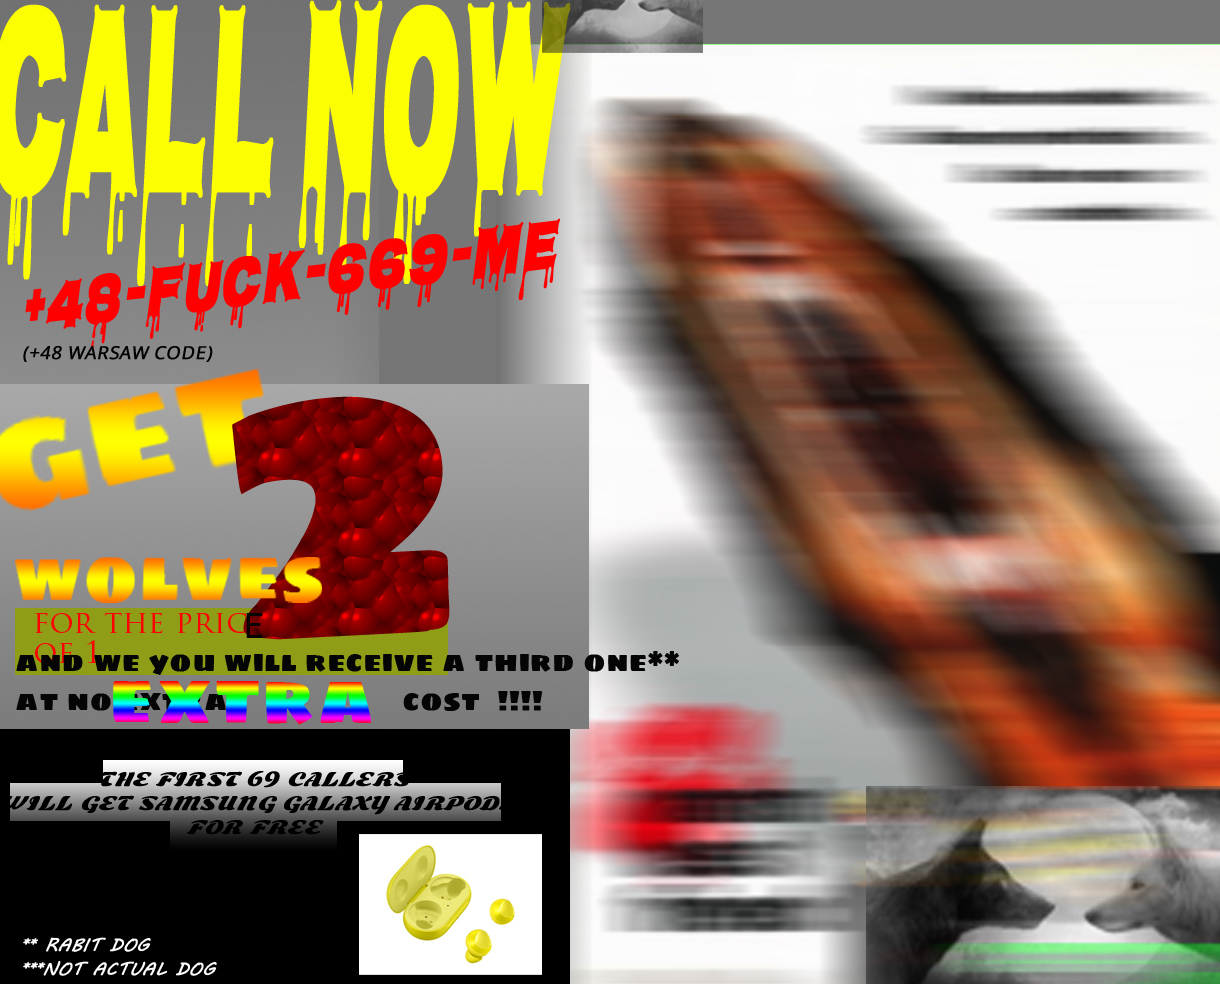 CALL NOW
+48-FUCK-669-ME
(+48 WARSAW CODE)
GET 2
WOLVES
FOR THE PRICE
OF 1
AND WE yOU WILL RECEIVE A THIRD ONE**
AT NO EXTRA EXTRA COST !!!!
THE FIRST 69 CALLERS
WILL GET SAMSUNG GALAXY AIRPOD
FOR FREE
** RABIT DOG
***NOT ACTUAL DOG